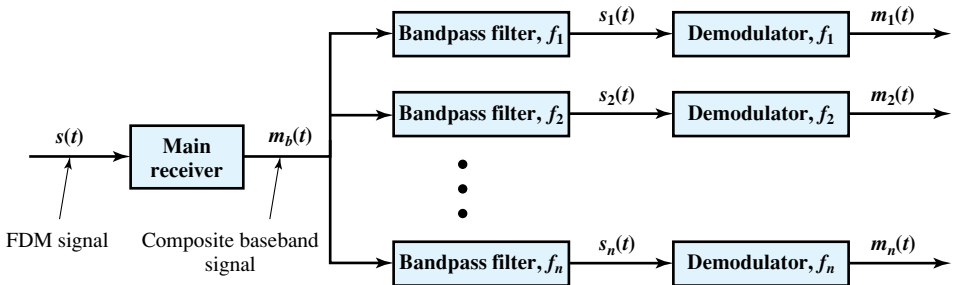 s₁(t)
m₁(t)
Bandpass filter, f₁
Demodulator, f₁
s₂(t)
m₂(t)
Bandpass filter, f₂
Demodulator, f₂
s(t)
Main
receiver
m_b(t)
FDM signal
Composite baseband
signal
sₙ(t)
mₙ(t)
Bandpass filter, fₙ
Demodulator, fₙ